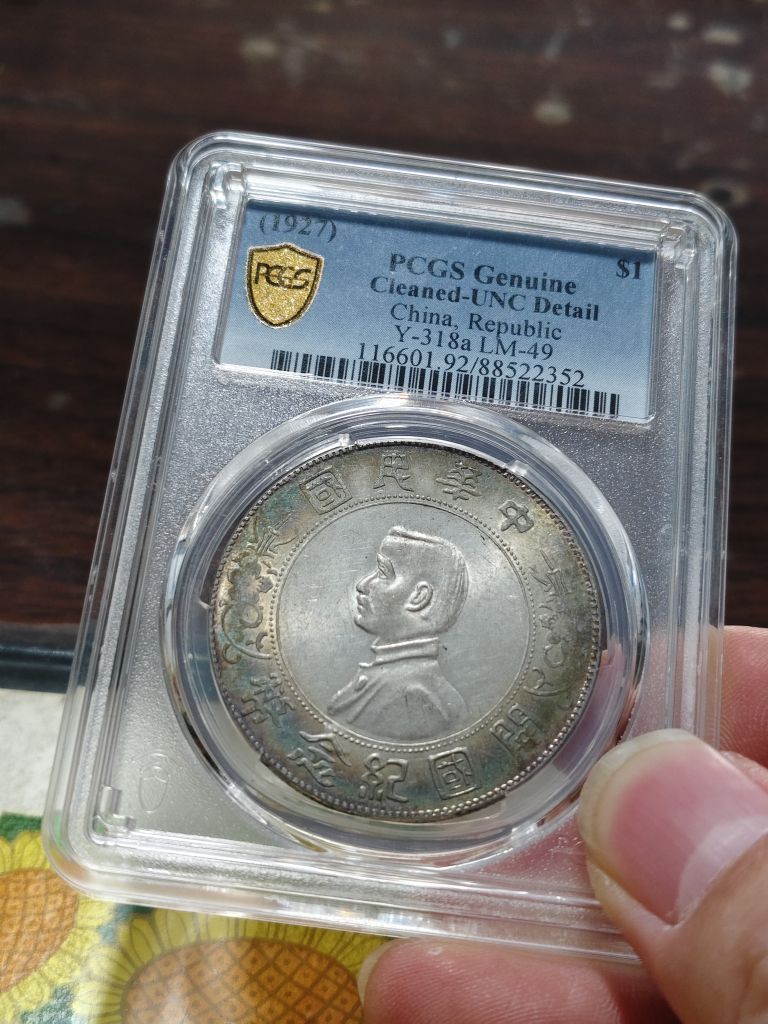 (1927)
PCGS
PCGS Genuine
$1
Cleaned-UNC Detail
China, Republic
Y-318a LM-49
116601.92/88522352
中華民國
開國紀念幣